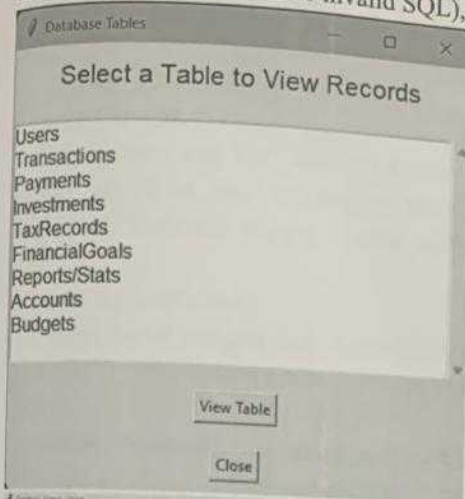 SQL),
Database Tables
Select a Table to View Records
Users
Transactions
Payments
Investments
TaxRecords
FinancialGoals
Reports/Stats
Accounts
Budgets
View Table
Close